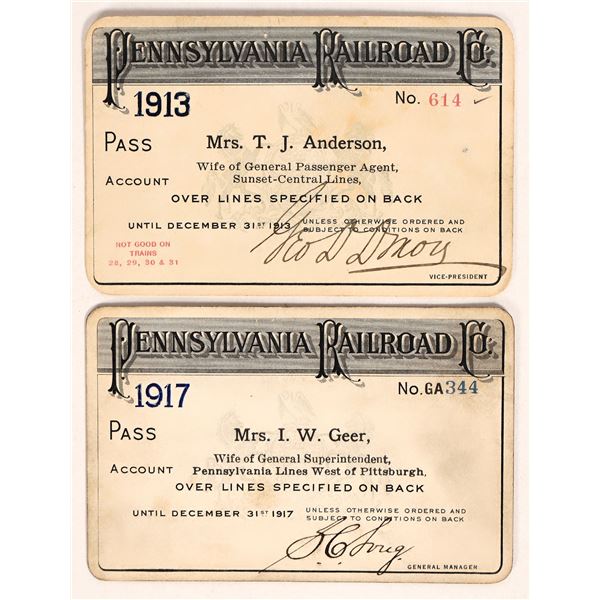 PENNSYLVANIA RAILROAD CO.
1913
No. 614
PASS
Mrs. T. J. Anderson,
Wife of General Passenger Agent,
ACCOUNT
Sunset-Central Lines,
OVER LINES SPECIFIED ON BACK
UNTIL DECEMBER 31ST 1913 UNLESS OTHERWISE ORDERED AND
SUBJECT TO CONDITIONS ON BACK
NOT GOOD ON
TRAINS
28, 29, 30 & 31
Geo D Dixon
VICE-PRESIDENT
PENNSYLVANIA RAILROAD CO.
1917
No. GA344
PASS
Mrs. I. W. Geer,
Wife of General Superintendent,
ACCOUNT
Pennsylvania Lines West of Pittsburgh,
OVER LINES SPECIFIED ON BACK
UNTIL DECEMBER 31ST 1917 UNLESS OTHERWISE ORDERED AND
SUBJECT TO CONDITIONS ON BACK
GENERAL MANAGER